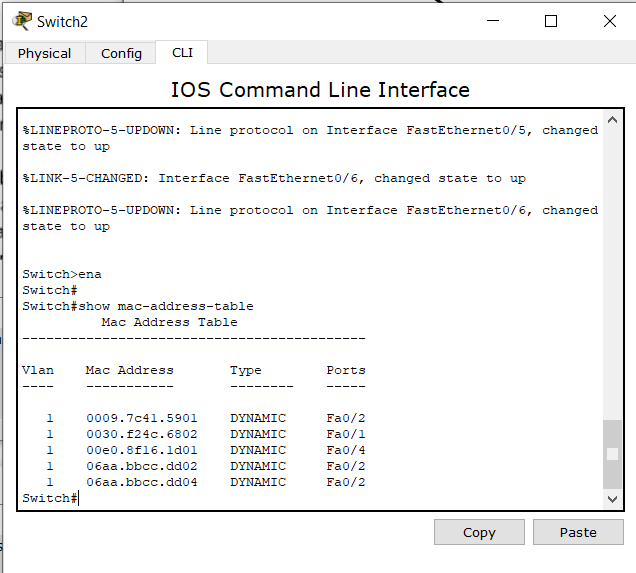 Switch2
Physical Config CLI
IOS Command Line Interface
%LINEPROTO-5-UPDOWN: Line protocol on Interface FastEthernet0/5, changed
state to up
%LINK-5-CHANGED: Interface FastEthernet0/6, changed state to up
%LINEPROTO-5-UPDOWN: Line protocol on Interface FastEthernet0/6, changed
state to up
Switch>ena
Switch#
Switch#show mac-address-table
Mac Address Table
-------------------------------------------
Vlan Mac Address Type Ports
---- ----------- -------- -----
1 0009.7c41.5901 DYNAMIC Fa0/2
1 0030.f24c.6802 DYNAMIC Fa0/1
1 00e0.8f16.1d01 DYNAMIC Fa0/4
1 06aa.bbcc.dd02 DYNAMIC Fa0/2
1 06aa.bbcc.dd04 DYNAMIC Fa0/2
Switch#
Copy Paste